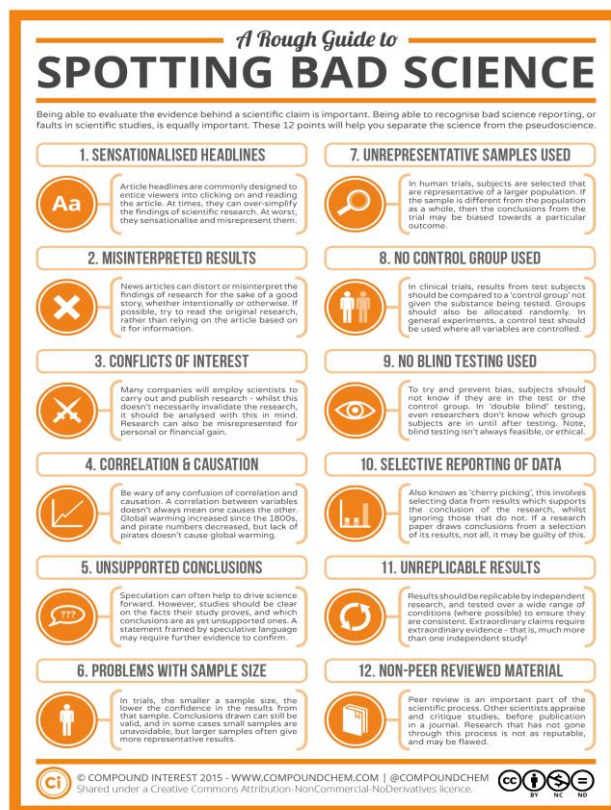 A Rough Guide to
SPOTTING BAD SCIENCE
Being able to evaluate the evidence behind a scientific claim is important. Being able to recognise bad science reporting, or
faults in scientific studies, is equally important. These 12 points will help you separate the science from the pseudoscience.
1. SENSATIONALISED HEADLINES
Aa
Article headlines are commonly designed to
entice viewers into clicking on and reading
the article. At times, they can over-simplify
the findings of scientific research. At worst,
they sensationalise and misrepresent them.
2. MISINTERPRETED RESULTS
News articles can distort or misinterpret the
findings of research for the sake of a good
story, whether intentionally or otherwise. If
possible, try to read the original research,
rather than relying on the article based on
it for information.
3. CONFLICTS OF INTEREST
Many companies will employ scientists to
carry out and publish research - whilst this
doesn't necessarily invalidate the research,
it should be analysed with this in mind.
Research can also be misrepresented for
personal or financial gain.
4. CORRELATION & CAUSATION
Be wary of any confusion of correlation and
causation. A correlation between variables
doesn't always mean one causes the other.
Global warming increased since the 1800s,
and pirate numbers decreased, but lack of
pirates doesn't cause global warming.
5. UNSUPPORTED CONCLUSIONS
???
Speculation can often help to drive science
forward. However, studies should be clear
on the facts their study proves, and which
conclusions are as yet unsupported ones. A
statement framed by speculative language
may require further evidence to confirm.
6. PROBLEMS WITH SAMPLE SIZE
In trials, the smaller a sample size, the
lower the confidence in the results from
that sample. Conclusions drawn can still be
valid, and in some cases small samples are
unavoidable, but larger samples often give
more representative results.
7. UNREPRESENTATIVE SAMPLES USED
In human trials, subjects are selected that
are representative of a larger population. If
the sample is different from the population
as a whole, then the conclusions from the
trial may be biased towards a particular
outcome.
8. NO CONTROL GROUP USED
In clinical trials, results from test subjects
should be compared to a 'control group' not
given the substance being tested. Groups
should also be allocated randomly. In
general experiments, a control test should
be used where all variables are controlled.
9. NO BLIND TESTING USED
To try and prevent bias, subjects should
not know if they are in the test or the
control group. In 'double blind' testing,
even researchers don't know which group
subjects are in until after testing. Note,
blind testing isn't always feasible, or ethical.
10. SELECTIVE REPORTING OF DATA
Also known as 'cherry picking', this involves
selecting data from results which supports
the conclusion of the research, whilst
ignoring those that do not. If a research
paper draws conclusions from a selection
of its results, not all, it may be guilty of this.
11. UNREPLICABLE RESULTS
Results should be replicable by independent
research, and tested over a wide range of
conditions (where possible) to ensure they
are consistent. Extraordinary claims require
extraordinary evidence - that is, much more
than one independent study!
12. NON-PEER REVIEWED MATERIAL
Peer review is an important part of the
scientific process. Other scientists appraise
and critique studies, before publication
in a journal. Research that has not gone
through this process is not as reputable,
and may be flawed.
Ci
© COMPOUND INTEREST 2015 - WWW.COMPOUNDCHEM.COM | @COMPOUNDCHEM
Shared under a Creative Commons Attribution-NonCommercial-NoDerivatives licence.
cc
BY NC ND